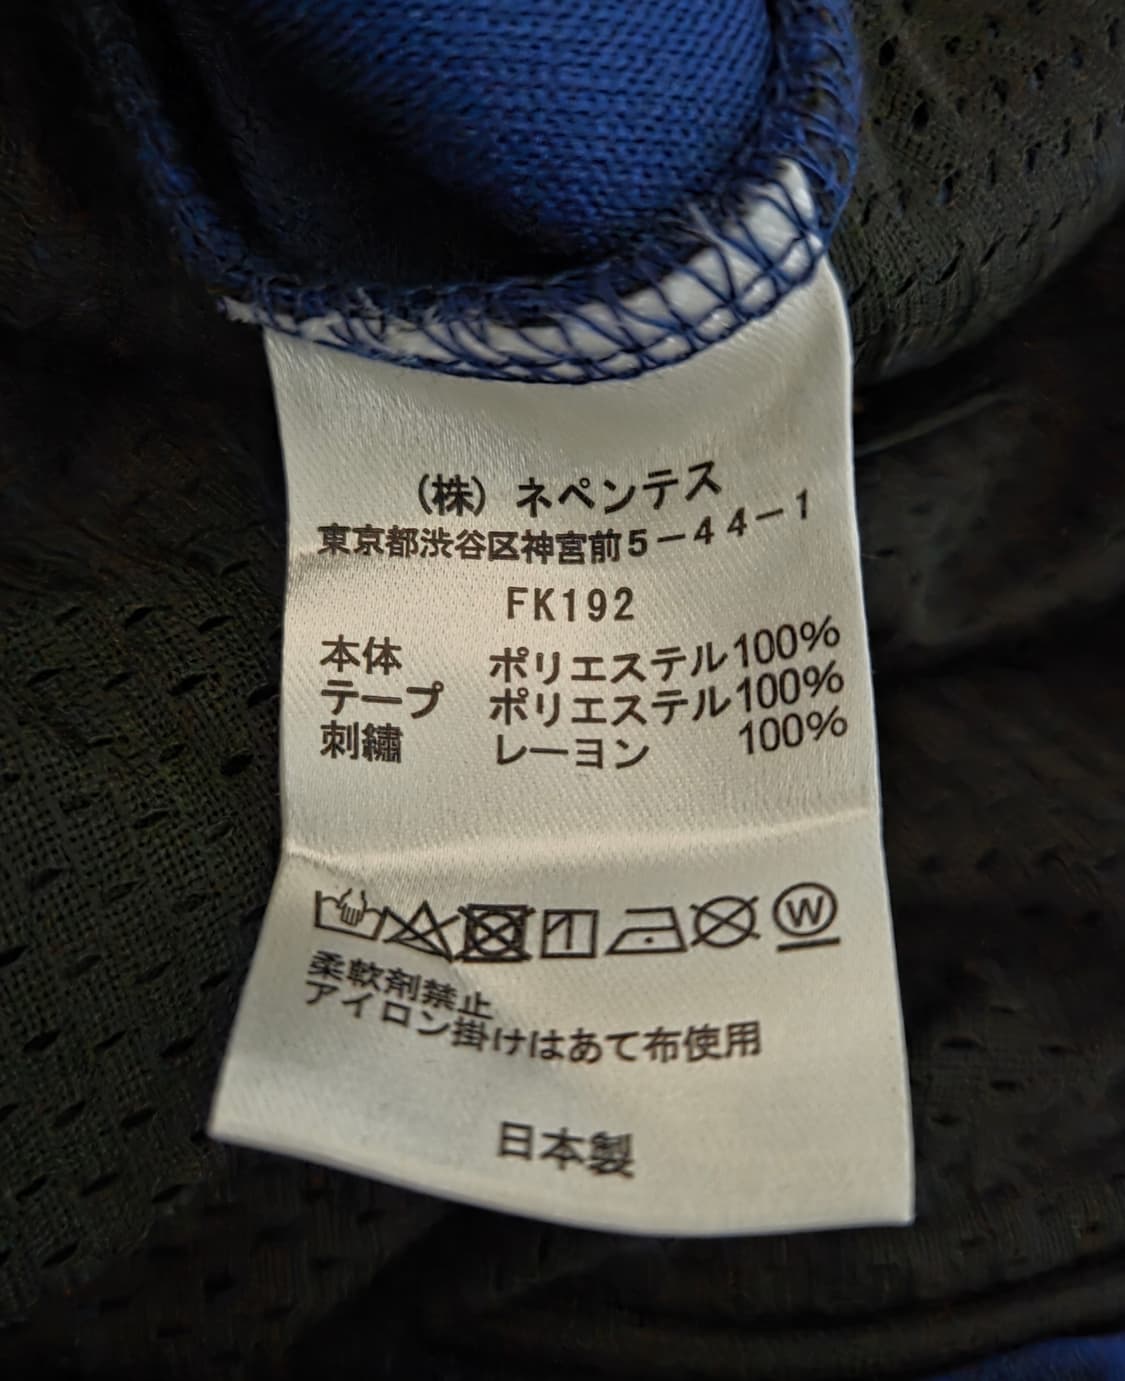 (株) ネペンテス
東京都渋谷区神宮前5-44-1
FK192
本体 ポリエステル100%
テープ ポリエステル100%
刺繡 レーヨン 100%
W
柔軟剤禁止
アイロン掛けはあて布使用
日本製